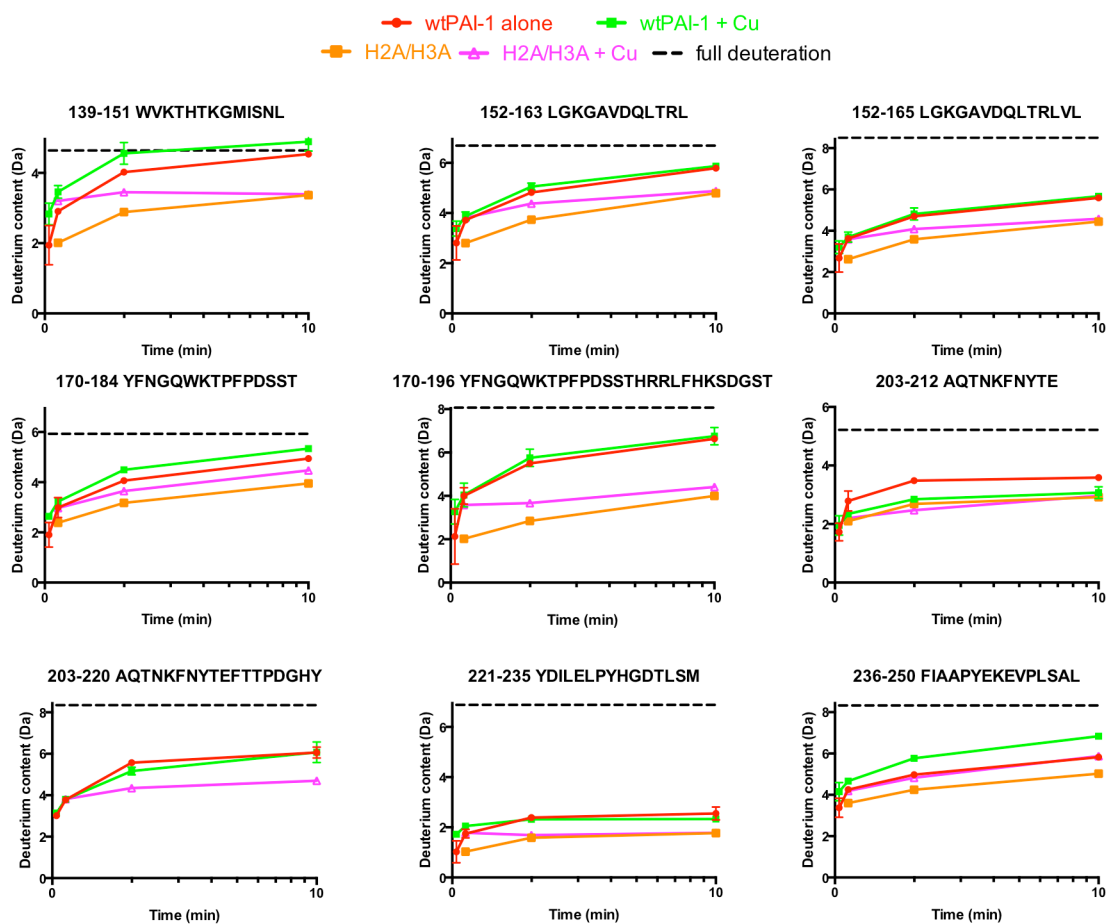 wtPAI-1 alone wtPAI-1 + Cu
H2A/H3A H2A/H3A + Cu full deuteration
139-151 WVKTHTKGMISNL 152-163 LGKGAVDQLTRL 152-165 LGKGAVDQLTRLVL
Deuterium content (Da) Deuterium content (Da) Deuterium content (Da)
4 6 8
2 4 6
0 2 4
0 2
0
0 10 0 10 0 10
Time (min) Time (min) Time (min)
170-184 YFNGQWKTPFPDSST 170-196 YFNGQWKTPFPDSSTHRRLFHKSDGST 203-212 AQTNKFNYTE
Deuterium content (Da) Deuterium content (Da) Deuterium content (Da)
6 8 6
4 6 4
2 4 2
0 2 0
0
0 10 0 10 0 10
Time (min) Time (min) Time (min)
203-220 AQTNKFNYTEFTTPDGHY 221-235 YDILELPYHGDTLSM 236-250 FIAAPYEKEVPLSAL
Deuterium content (Da) Deuterium content (Da) Deuterium content (Da)
8 6 8
6 4 6
4 2 4
2 0 2
0 0
0 10 0 10 0 10
Time (min) Time (min) Time (min)